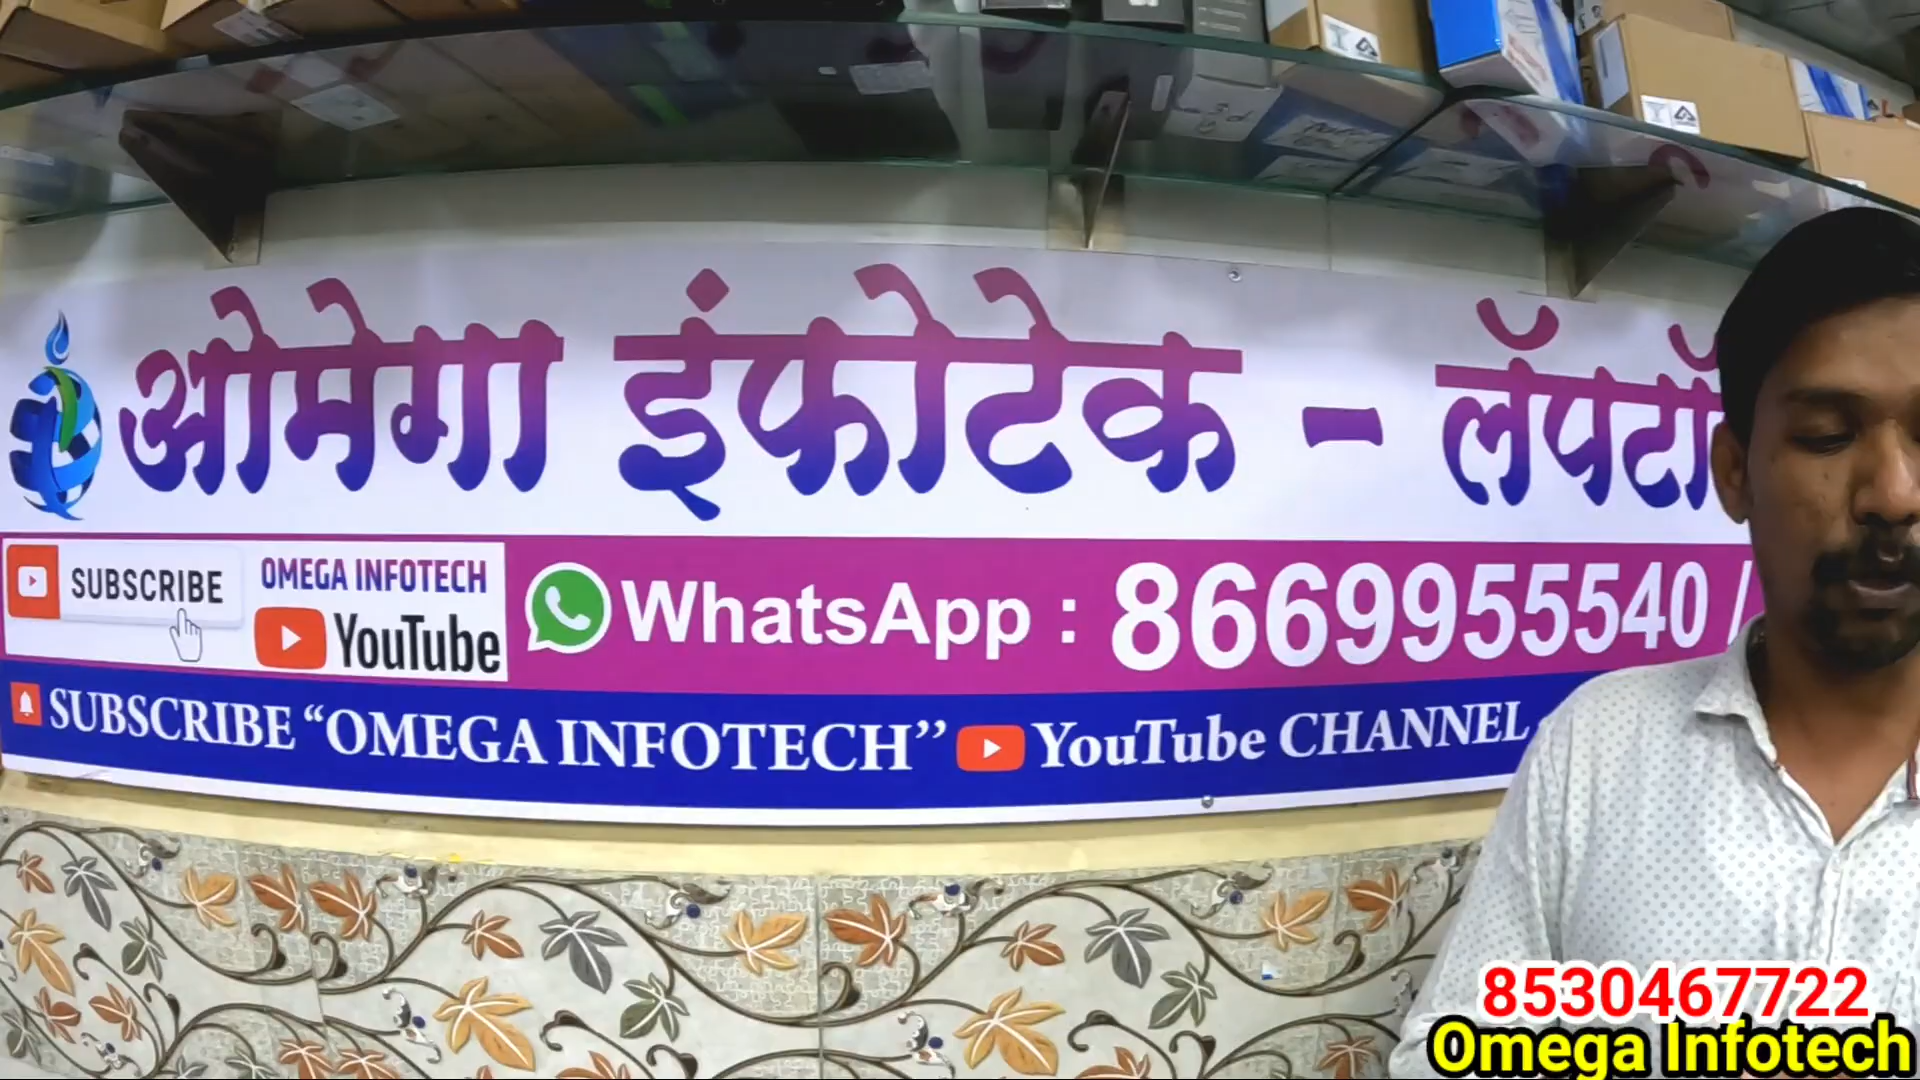 ओमेगा इंफोटेक - लॅपटॉ
SUBSCRIBE
OMEGA INFOTECH
YouTube
WhatsApp : 8669955540 /
SUBSCRIBE “OMEGA INFOTECH’’ YouTube CHANNEL
8530467722
Omega Infotech